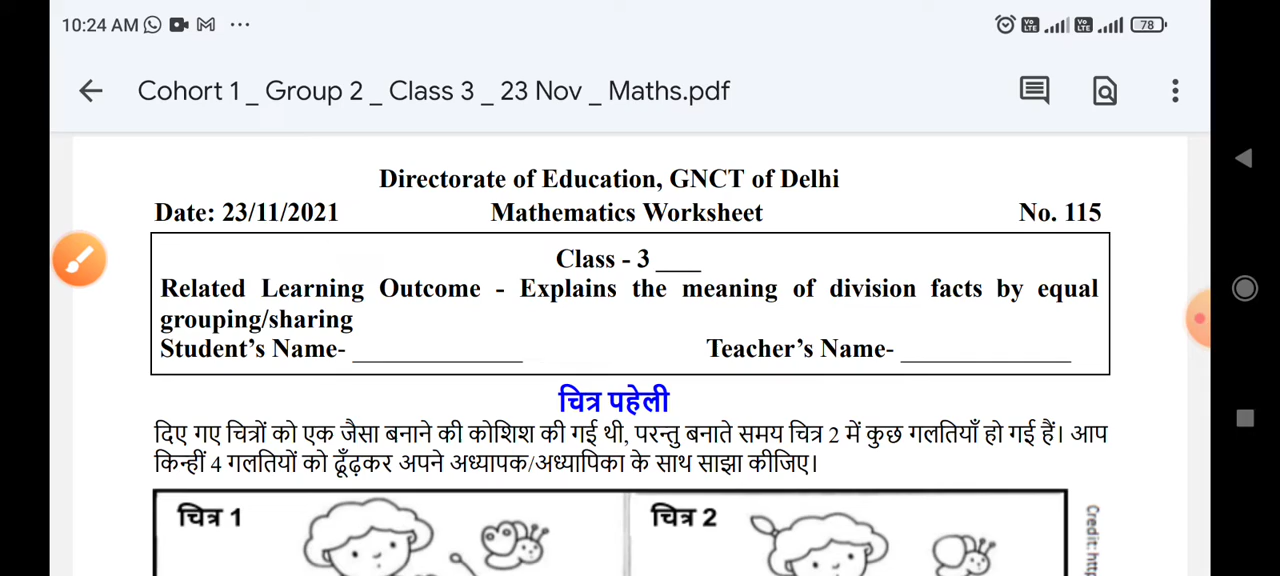 10:24 AM
78
Cohort 1 _ Group 2 _ Class 3 _ 23 Nov _ Maths.pdf
Directorate of Education, GNCT of Delhi
Date: 23/11/2021 Mathematics Worksheet No. 115
Class - 3 ____
Related Learning Outcome - Explains the meaning of division facts by equal
grouping/sharing
Student's Name- _____________ Teacher's Name- _____________
चित्र पहेली
दिए गए चित्रों को एक जैसा बनाने की कोशिश की गई थी, परन्तु बनाते समय चित्र 2 में कुछ गलतियाँ हो गई हैं। आप
किन्हीं 4 गलतियों को ढूँढ़कर अपने अध्यापक/अध्यापिका के साथ साझा कीजिए।
चित्र 1 चित्र 2
Credit: